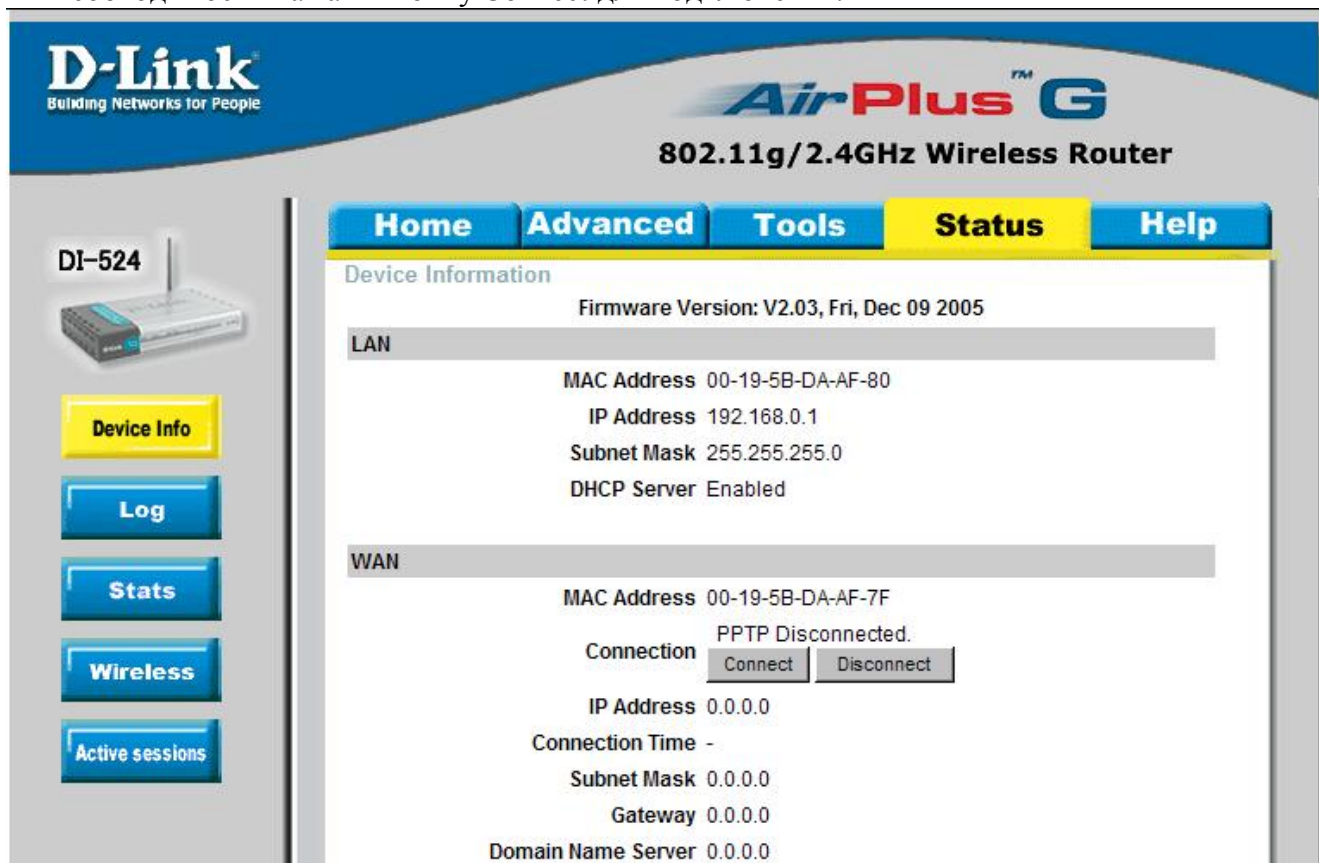 D-Link
Building Networks for People
AirPlus™ G
802.11g/2.4GHz Wireless Router
DI-524
Home
Advanced
Tools
Status
Help
Device Information
Firmware Version: V2.03, Fri, Dec 09 2005
LAN
MAC Address 00-19-5B-DA-AF-80
IP Address 192.168.0.1
Subnet Mask 255.255.255.0
DHCP Server Enabled
WAN
MAC Address 00-19-5B-DA-AF-7F
Connection PPTP Disconnected.
Connect Disconnect
IP Address 0.0.0.0
Connection Time -
Subnet Mask 0.0.0.0
Gateway 0.0.0.0
Domain Name Server 0.0.0.0
Device Info
Log
Stats
Wireless
Active sessions